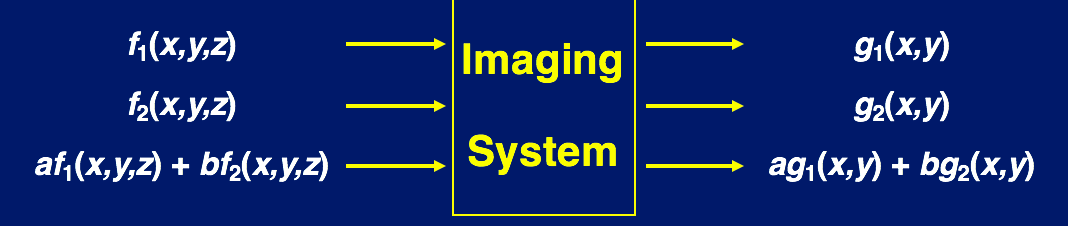 f₁(x,y,z) Imaging g₁(x,y)
f₂(x,y,z) g₂(x,y)
af₁(x,y,z) + bf₂(x,y,z) System ag₁(x,y) + bg₂(x,y)